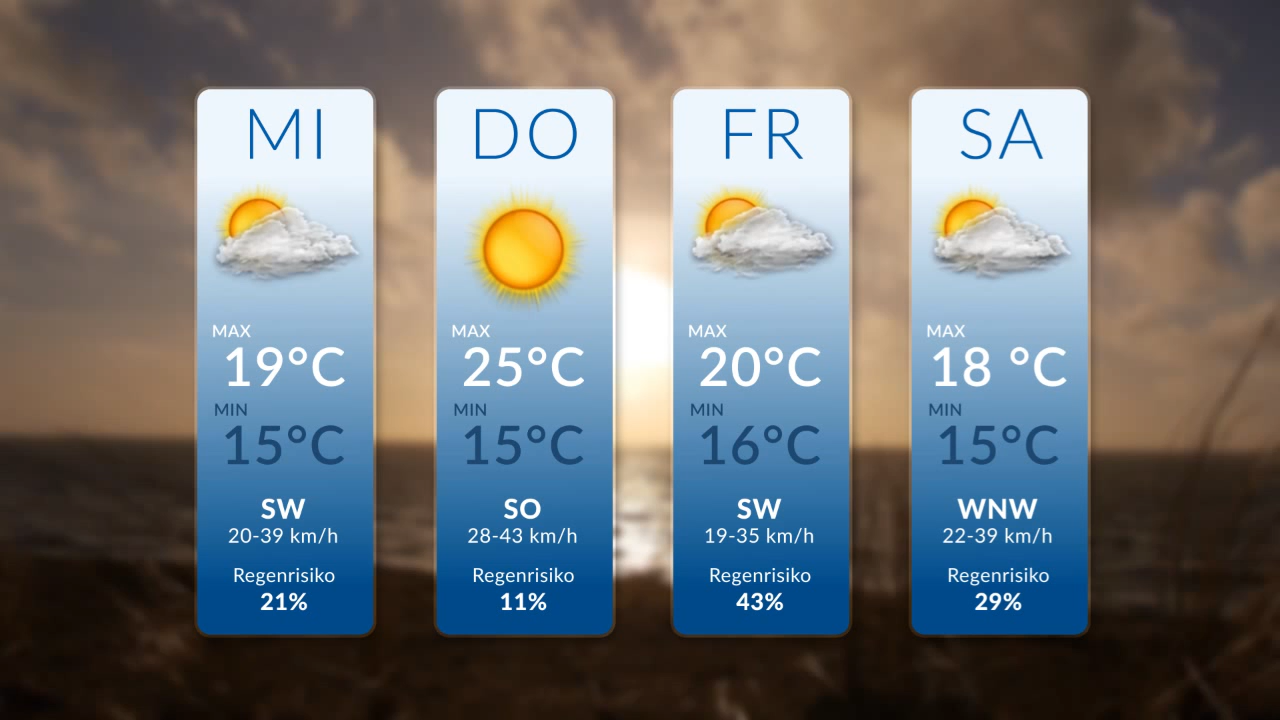 MI
MAX
19°C
MIN
15°C
SW
20-39 km/h
Regenrisiko
21%
DO
MAX
25°C
MIN
15°C
SO
28-43 km/h
Regenrisiko
11%
FR
MAX
20°C
MIN
16°C
SW
19-35 km/h
Regenrisiko
43%
SA
MAX
18 °C
MIN
15°C
WNW
22-39 km/h
Regenrisiko
29%